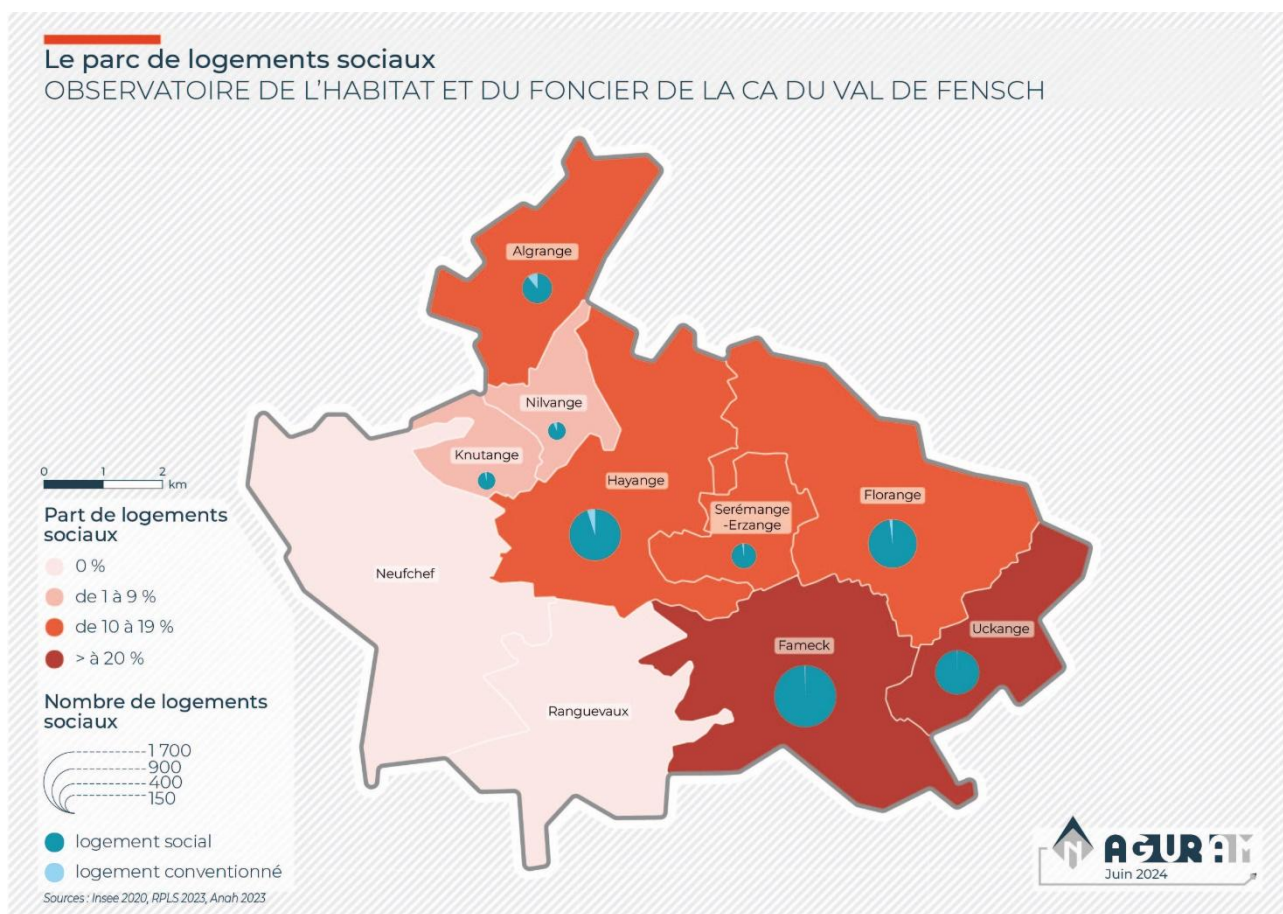 Le parc de logements sociaux
OBSERVATOIRE DE L'HABITAT ET DU FONCIER DE LA CA DU VAL DE FENSCH
Algrange
Nilvange
Knutange
Hayange
Serémange
-Erzange
Florange
Neufchef
Uckange
Fameck
Ranguevaux
0 1 2
km
Part de logements
sociaux
0 %
de 1 à 9 %
de 10 à 19 %
> à 20 %
Nombre de logements
sociaux
1 700
900
400
150
logement social
logement conventionné
Sources : Insee 2020, RPLS 2023, Anah 2023
N
AGURAM
Juin 2024